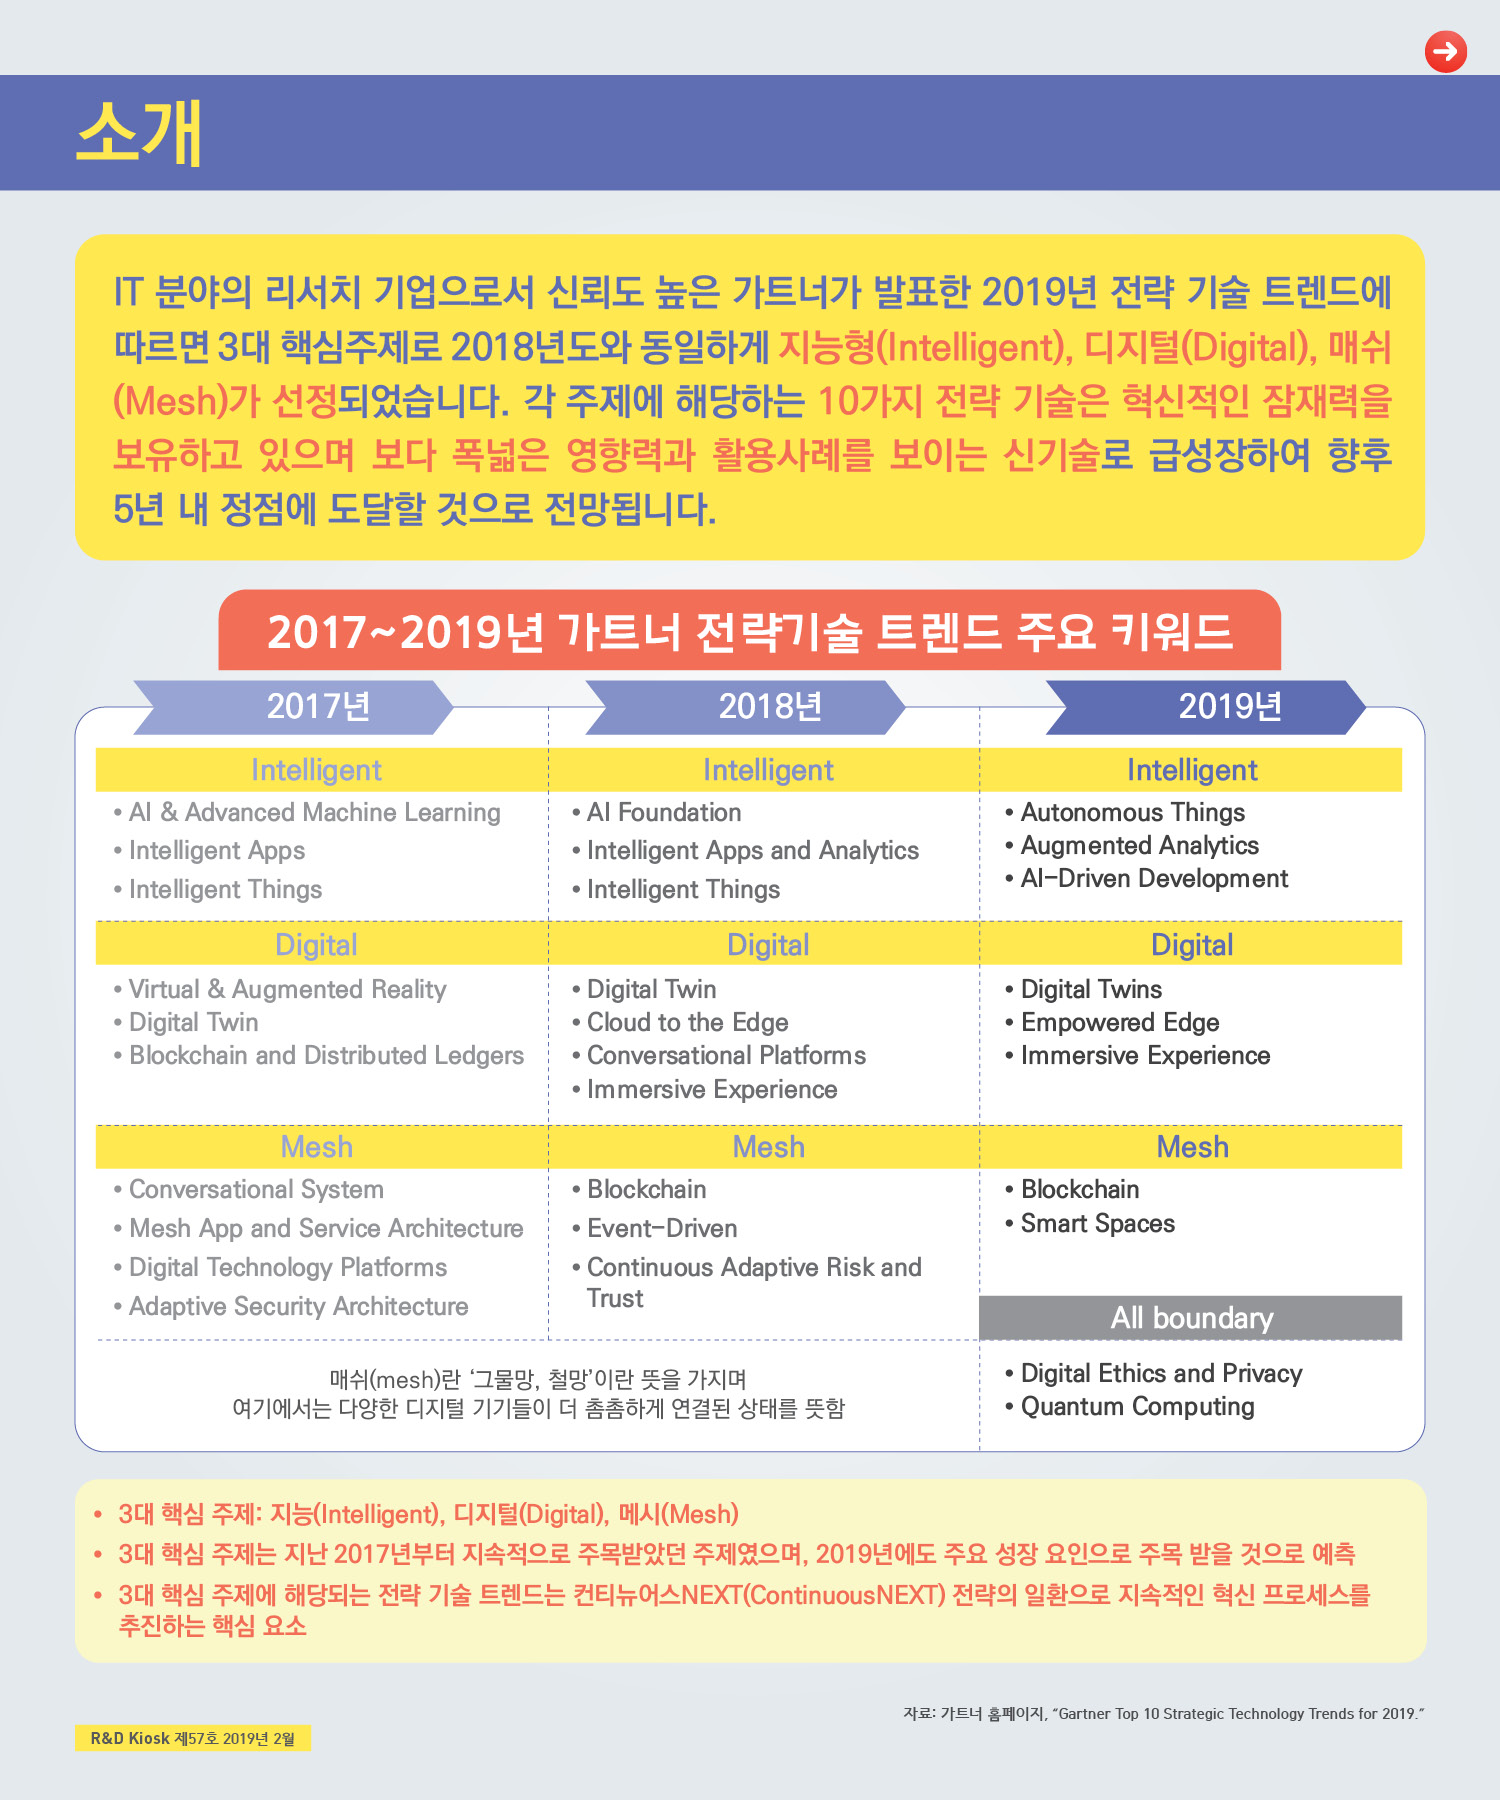 소개
IT 분야의 리서치 기업으로서 신뢰도 높은 가트너가 발표한 2019년 전략 기술 트렌드에
따르면 3대 핵심주제로 2018년도와 동일하게 지능형(Intelligent), 디지털(Digital), 매쉬
(Mesh)가 선정되었습니다. 각 주제에 해당하는 10가지 전략 기술은 혁신적인 잠재력을
보유하고 있으며 보다 폭넓은 영향력과 활용사례를 보이는 신기술로 급성장하여 향후
5년 내 정점에 도달할 것으로 전망됩니다.
2017~2019년 가트너 전략기술 트렌드 주요 키워드
2017년
Intelligent
• AI & Advanced Machine Learning
• Intelligent Apps
• Intelligent Things
Digital
• Virtual & Augmented Reality
• Digital Twin
• Blockchain and Distributed Ledgers
Mesh
• Conversational System
• Mesh App and Service Architecture
• Digital Technology Platforms
• Adaptive Security Architecture
2018년
Intelligent
• AI Foundation
• Intelligent Apps and Analytics
• Intelligent Things
Digital
• Digital Twin
• Cloud to the Edge
• Conversational Platforms
• Immersive Experience
Mesh
• Blockchain
• Event-Driven
• Continuous Adaptive Risk and
Trust
2019년
Intelligent
• Autonomous Things
• Augmented Analytics
• AI-Driven Development
Digital
• Digital Twins
• Empowered Edge
• Immersive Experience
Mesh
• Blockchain
• Smart Spaces
All boundary
• Digital Ethics and Privacy
• Quantum Computing
매쉬(mesh)란 ‘그물망, 철망’이란 뜻을 가지며
여기에서는 다양한 디지털 기기들이 더 촘촘하게 연결된 상태를 뜻함
• 3대 핵심 주제: 지능(Intelligent), 디지털(Digital), 메시(Mesh)
• 3대 핵심 주제는 지난 2017년부터 지속적으로 주목받았던 주제였으며, 2019년에도 주요 성장 요인으로 주목 받을 것으로 예측
• 3대 핵심 주제에 해당되는 전략 기술 트렌드는 컨티뉴어스NEXT(ContinuousNEXT) 전략의 일환으로 지속적인 혁신 프로세스를
추진하는 핵심 요소
자료: 가트너 홈페이지, “Gartner Top 10 Strategic Technology Trends for 2019.”
R&D Kiosk 제57호 2019년 2월